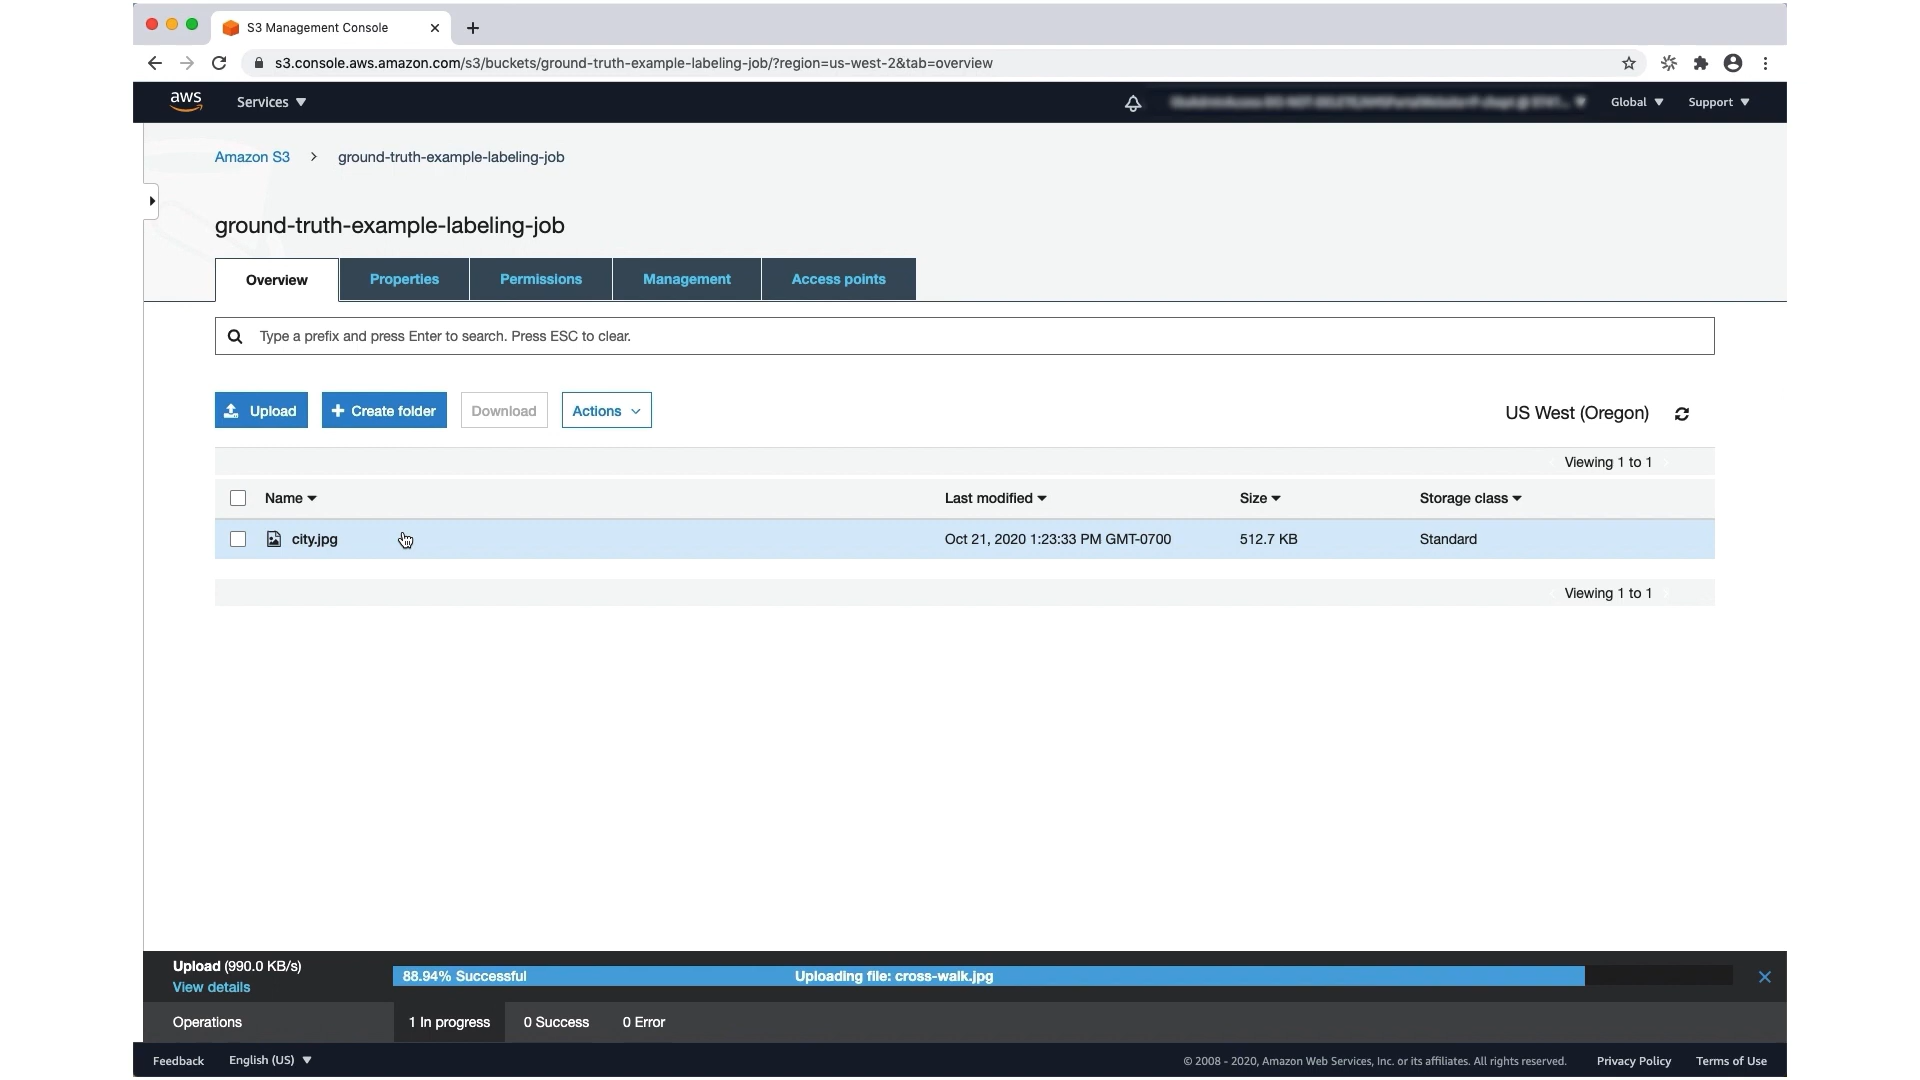 S3 Management Console
s3.console.aws.amazon.com/s3/buckets/ground-truth-example-labeling-job/?region=us-west-2&tab=overview
aws Services Global Support
Amazon S3 > ground-truth-example-labeling-job
ground-truth-example-labeling-job
Overview Properties Permissions Management Access points
Type a prefix and press Enter to search. Press ESC to clear.
Upload + Create folder Download Actions US West (Oregon)
Viewing 1 to 1
Name Last modified Size Storage class
city.jpg Oct 21, 2020 1:23:33 PM GMT-0700 512.7 KB Standard
Viewing 1 to 1
Upload (990.0 KB/s) 88.94% Successful Uploading file: cross-walk.jpg
View details
Operations 1 In progress 0 Success 0 Error
Feedback English (US) © 2008 - 2020, Amazon Web Services, Inc. or its affiliates. All rights reserved. Privacy Policy Terms of Use